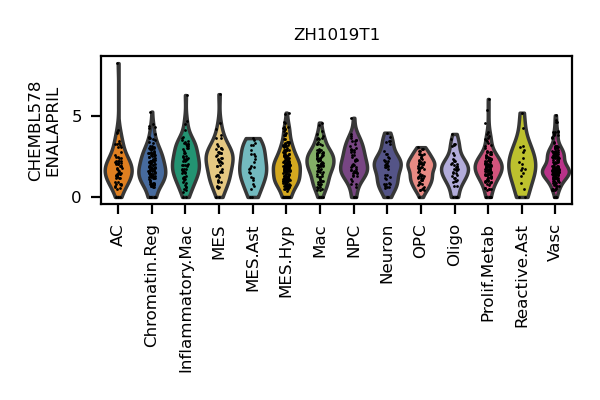 ZH1019T1
CHEMBL578
ENALAPRIL
5
0
AC
Chromatin.Reg
Inflammatory.Mac
MES
MES.Ast
MES.Hyp
Mac
NPC
Neuron
OPC
Oligo
Prolif.Metab
Reactive.Ast
Vasc